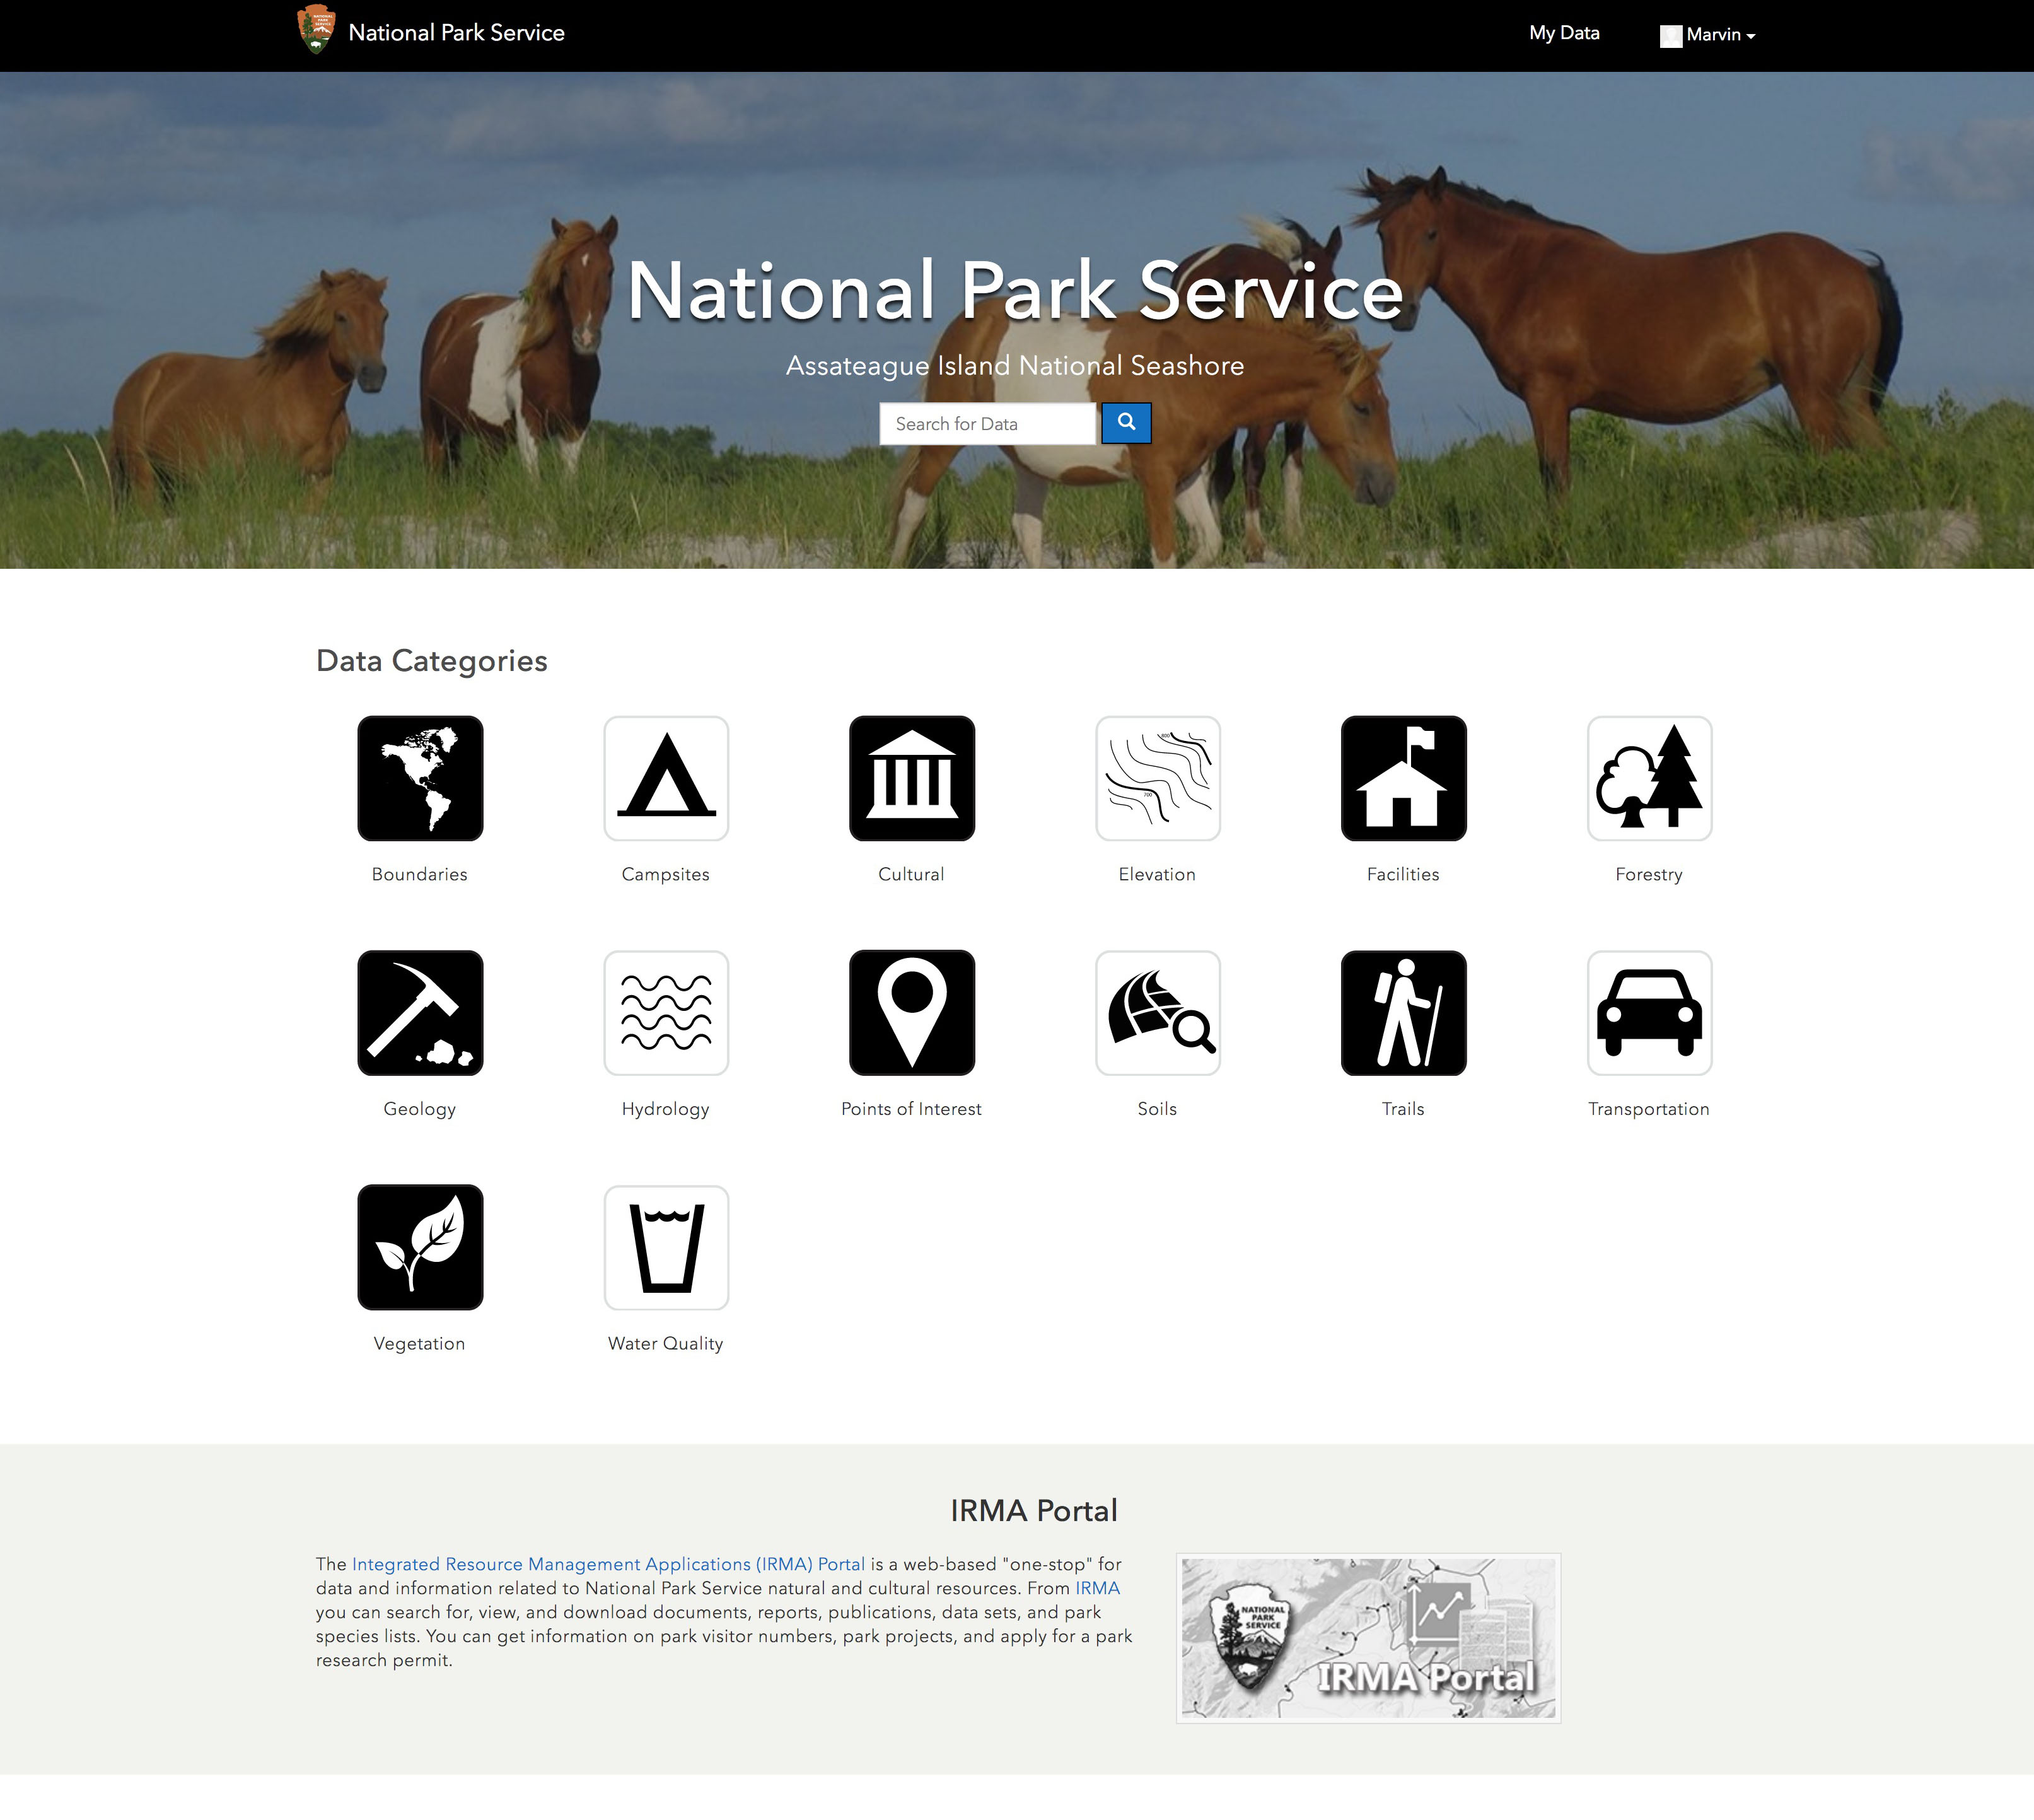 NATIONAL
PARK
SERVICE
National Park Service
My Data
Marvin
National Park Service
Assateague Island National Seashore
Search for Data
Data Categories
800
700
Boundaries
Campsites
Cultural
Elevation
Facilities
Forestry
Geology
Hydrology
Points of Interest
Soils
Trails
Transportation
Vegetation
Water Quality
IRMA Portal
The Integrated Resource Management Applications (IRMA) Portal is a web-based "one-stop" for
data and information related to National Park Service natural and cultural resources. From IRMA
you can search for, view, and download documents, reports, publications, data sets, and park
species lists. You can get information on park visitor numbers, park projects, and apply for a park
research permit.
NATIONAL
PARK
SERVICE
IRMA Portal